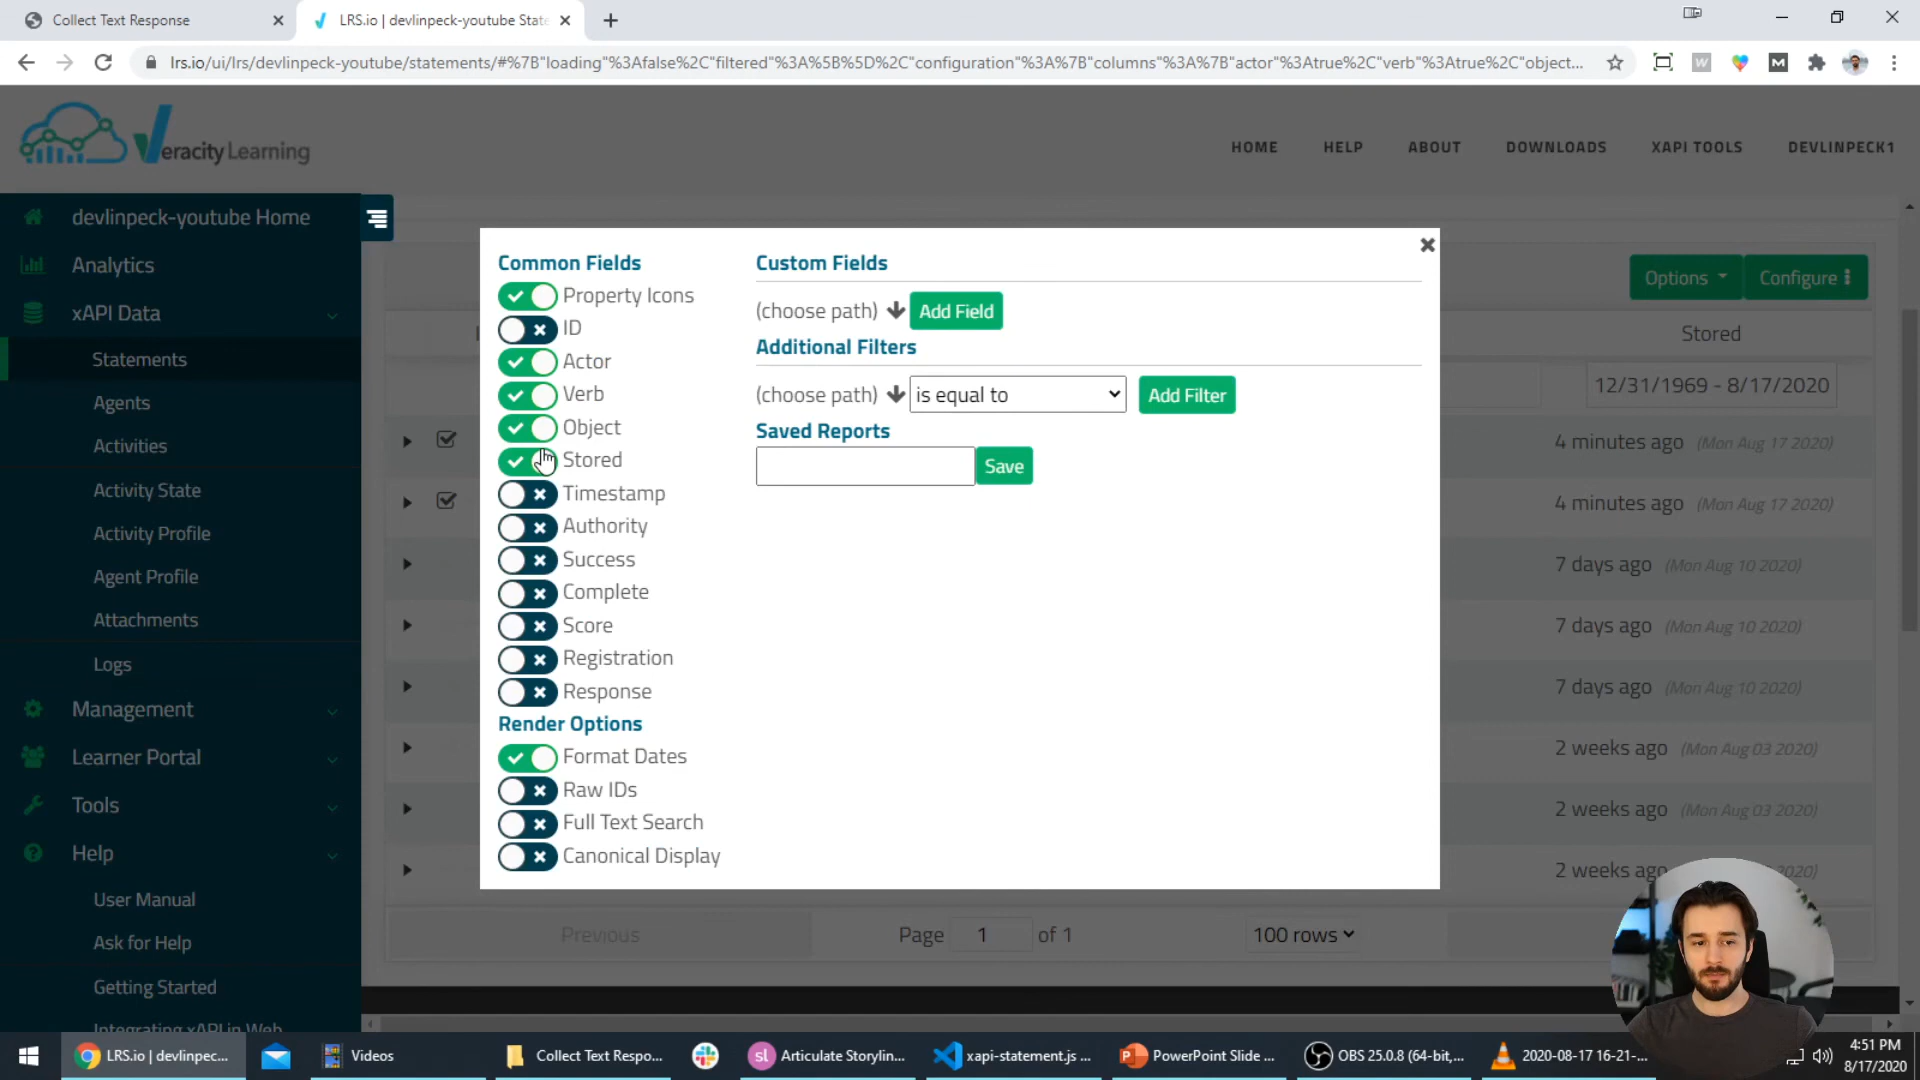 Collect Text Response
LRS.io | devlinpeck-youtube State
lrs.io/ui/lrs/devlinpeck-youtube/statements/#%7B"loading"%3Afalse%2C"filtered"%3A%5B%5D%2C"configuration"%3A%7B"columns"%3A%7B"actor"%3Atrue%2C"verb"%3Atrue%2C"object...
Veracity Learning
HOME
HELP
ABOUT
DOWNLOADS
XAPI TOOLS
DEVLINPECK1
devlinpeck-youtube Home
Analytics
xAPI Data
Statements
Agents
Activities
Activity State
Activity Profile
Agent Profile
Attachments
Logs
Management
Learner Portal
Tools
Help
User Manual
Ask for Help
Getting Started
Integrating xAPI in Web
Common Fields
Property Icons
ID
Actor
Verb
Object
Stored
Timestamp
Authority
Success
Complete
Score
Registration
Response
Render Options
Format Dates
Raw IDs
Full Text Search
Canonical Display
Custom Fields
(choose path) Add Field
Additional Filters
(choose path) is equal to Add Filter
Saved Reports
Save
Options
Configure
Stored
12/31/1969 - 8/17/2020
4 minutes ago (Mon Aug 17 2020)
4 minutes ago (Mon Aug 17 2020)
7 days ago (Mon Aug 10 2020)
7 days ago (Mon Aug 10 2020)
7 days ago (Mon Aug 10 2020)
2 weeks ago (Mon Aug 03 2020)
2 weeks ago (Mon Aug 03 2020)
2 weeks ago 2020)
Previous
Page 1 of 1
100 rows
LRS.io | devlinpec...
Videos
Collect Text Respo...
sl Articulate Storylin...
xapi-statement.js ...
PowerPoint Slide ...
OBS 25.0.8 (64-bit,...
2020-08-17 16-21-...
4:51 PM
8/17/2020